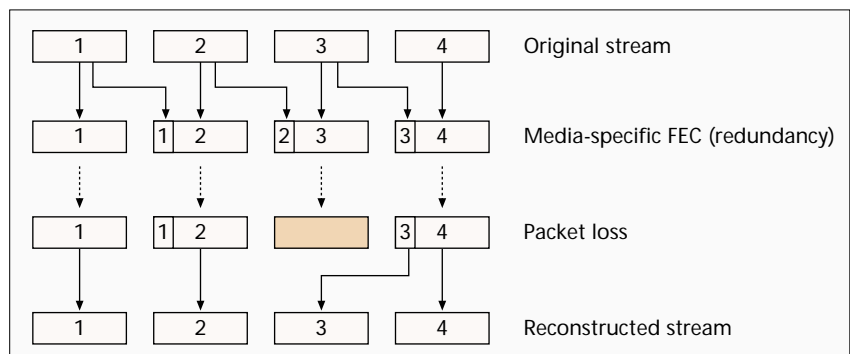 1 2 3 4 Original stream
1 1 2 2 3 3 4 Media-specific FEC (redundancy)
1 1 2 3 4 Packet loss
1 2 3 4 Reconstructed stream